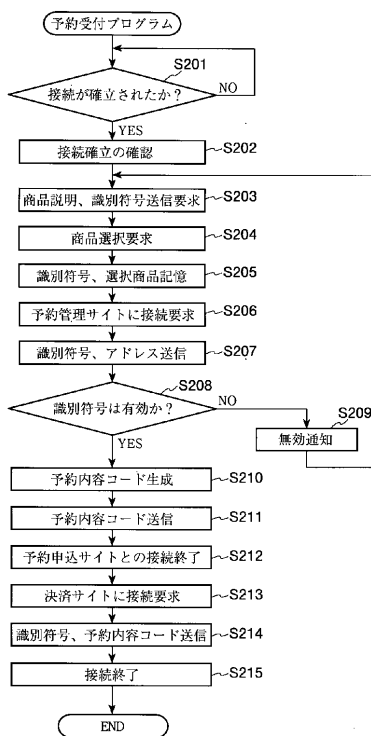 予約受付プログラム
S201
接続が確立されたか？
NO
YES
接続確立の確認
S202
商品説明、識別符号送信要求
S203
商品選択要求
S204
識別符号、選択商品記憶
S205
予約管理サイトに接続要求
S206
識別符号、アドレス送信
S207
S208
識別符号は有効か？
NO
S209
無効通知
YES
予約内容コード生成
S210
予約内容コード送信
S211
予約申込サイトとの接続終了
S212
決済サイトに接続要求
S213
識別符号、予約内容コード送信
S214
接続終了
S215
END